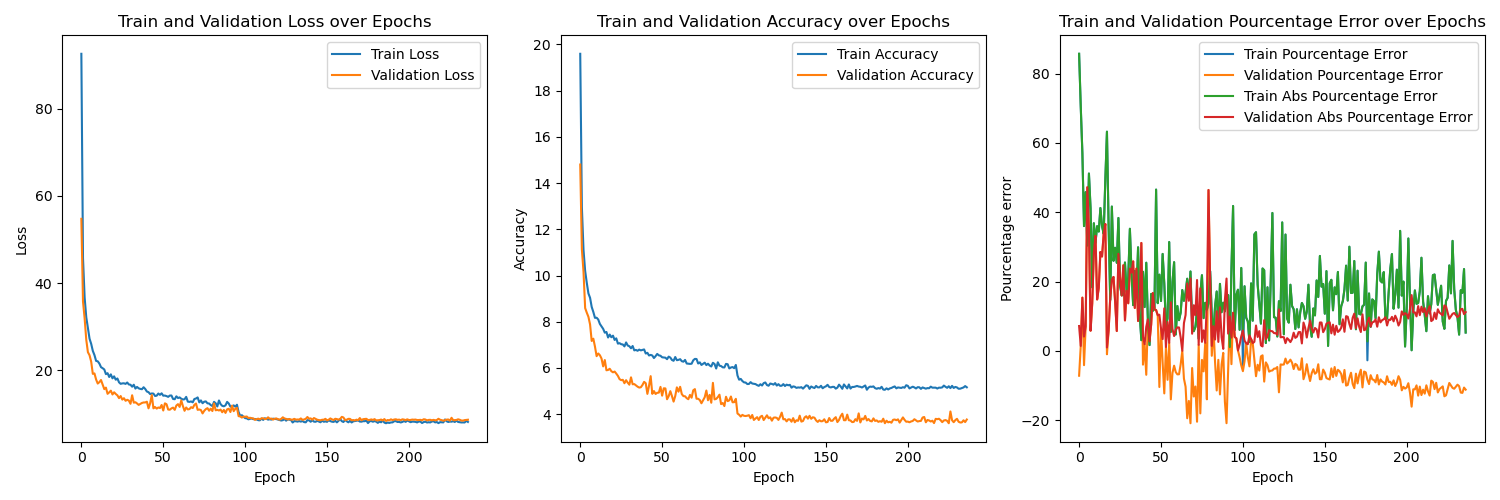 Train and Validation Loss over Epochs
Train Loss
Validation Loss
Loss
80
60
40
20
0
50
100
150
200
Epoch
Train and Validation Accuracy over Epochs
Train Accuracy
Validation Accuracy
Accuracy
20
18
16
14
12
10
8
6
4
0
50
100
150
200
Epoch
Train and Validation Pourcentage Error over Epochs
Train Pourcentage Error
Validation Pourcentage Error
Train Abs Pourcentage Error
Validation Abs Pourcentage Error
Pourcentage error
80
60
40
20
0
−20
0
50
100
150
200
Epoch